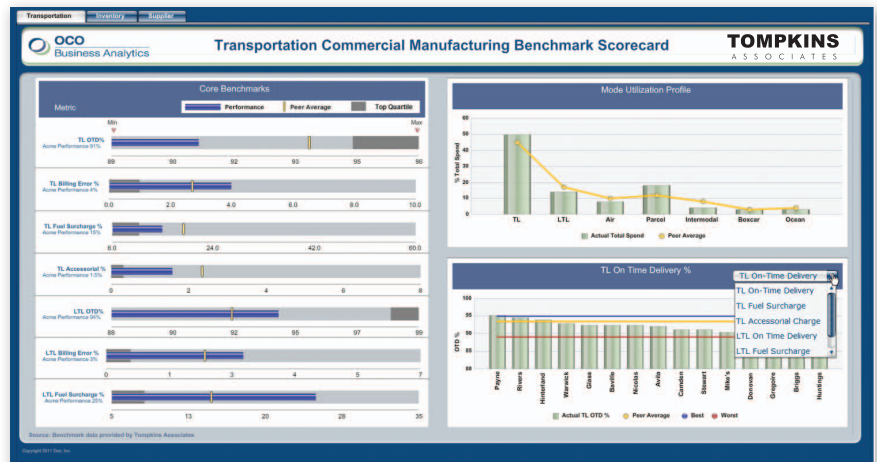 Transportation Inventory Supplier
OCO
Business Analytics
Transportation Commercial Manufacturing Benchmark Scorecard
TOMPKINS
ASSOCIATES
Core Benchmarks
Metric Performance Peer Average Top Quartile
Min Max
TL OTD%
Acme Performance 91%
89 90 92 93 95 96
TL Billing Error %
Acme Performance 4%
0.0 2.0 4.0 6.0 8.0 10.0
TL Fuel Surcharge %
Acme Performance 15%
6.0 24.0 42.0 60.0
TL Accessorial %
Acme Performance 1.5%
0 2 4 6 8
LTL OTD%
Acme Performance 94%
89 90 92 95 97 99
LTL Billing Error %
Acme Performance 3%
0 1 3 4 5 7
LTL Fuel Surcharge %
Acme Performance 25%
5 13 20 28 35
Source: Benchmark data provided by Tompkins Associates
Copyright 2011 Oco, Inc.
Mode Utilization Profile
% Total Spend
60
50
40
30
20
10
0
TL LTL Air Parcel Intermodal Boxcar Ocean
Actual Total Spend Peer Average
TL On Time Delivery %
TL On-Time Delivery
TL On-Time Delivery
TL Fuel Surcharge
TL Accessorial Charge
LTL On Time Delivery
LTL Fuel Surcharge
OTD %
100
95
90
85
80
Payne Rivers Hinterland Warwick Glass Baville Nicolas Avila Camden Stewart Mike's Donovan Gregoire Briggs Huntings
Actual TL OTD % Peer Average Best Worst